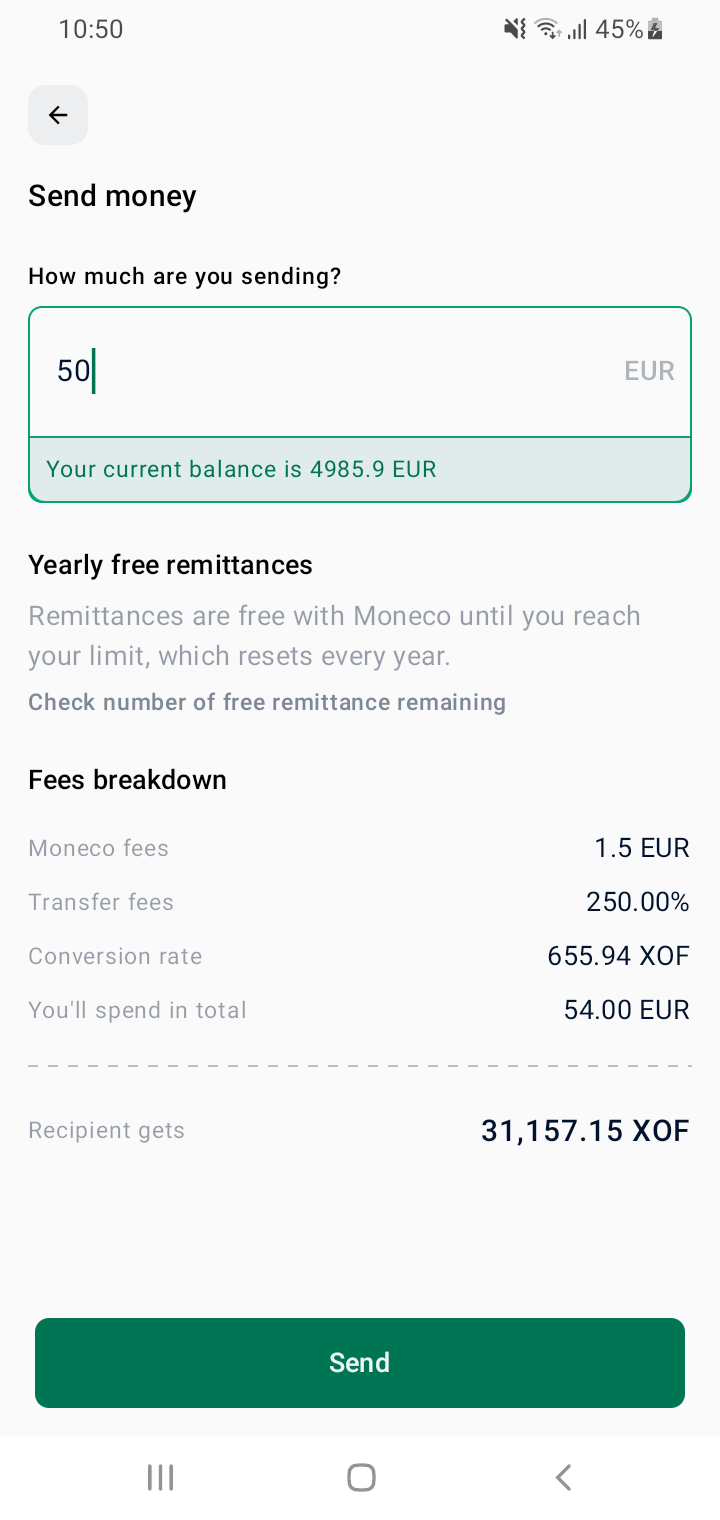 10:50
45%
Send money
How much are you sending?
50
EUR
Your current balance is 4985.9 EUR
Yearly free remittances
Remittances are free with Moneco until you reach
your limit, which resets every year.
Check number of free remittance remaining
Fees breakdown
Moneco fees 1.5 EUR
Transfer fees 250.00%
Conversion rate 655.94 XOF
You'll spend in total 54.00 EUR
Recipient gets 31,157.15 XOF
Send